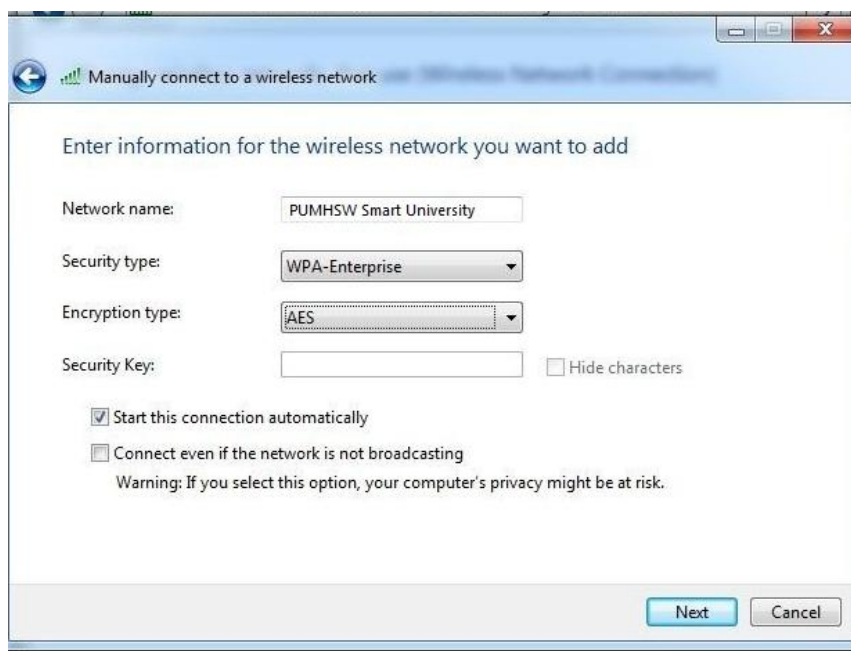 Manually connect to a wireless network
Enter information for the wireless network you want to add
Network name: PUMHSW Smart University
Security type: WPA-Enterprise
Encryption type: AES
Security Key: Hide characters
Start this connection automatically
Connect even if the network is not broadcasting
Warning: If you select this option, your computer's privacy might be at risk.
Next Cancel